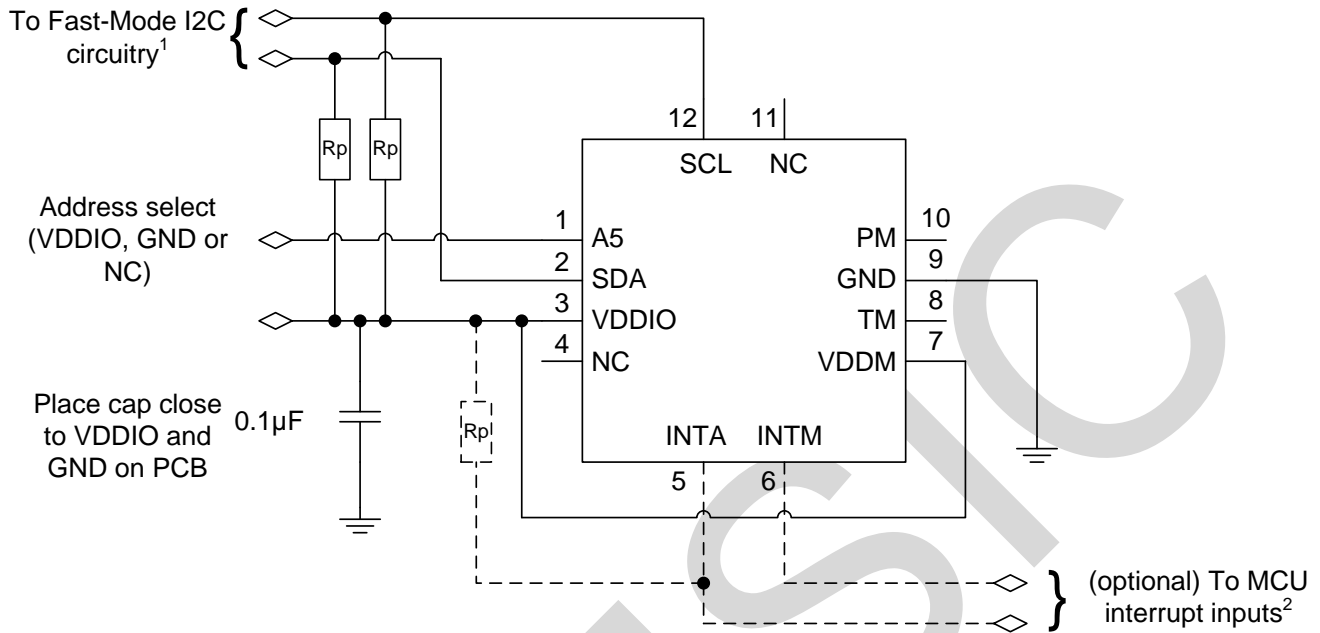 To Fast-Mode I2C
circuitry1
{
Rp
Rp
12
11
SCL
NC
Address select
(VDDIO, GND or
NC)
1
A5
2
SDA
3
VDDIO
4
NC
10
PM
9
GND
8
TM
7
VDDM
Place cap close
to VDDIO and
GND on PCB
0.1µF
Rp
INTA
INTM
5
6
}
(optional) To MCU
interrupt inputs2
SIC